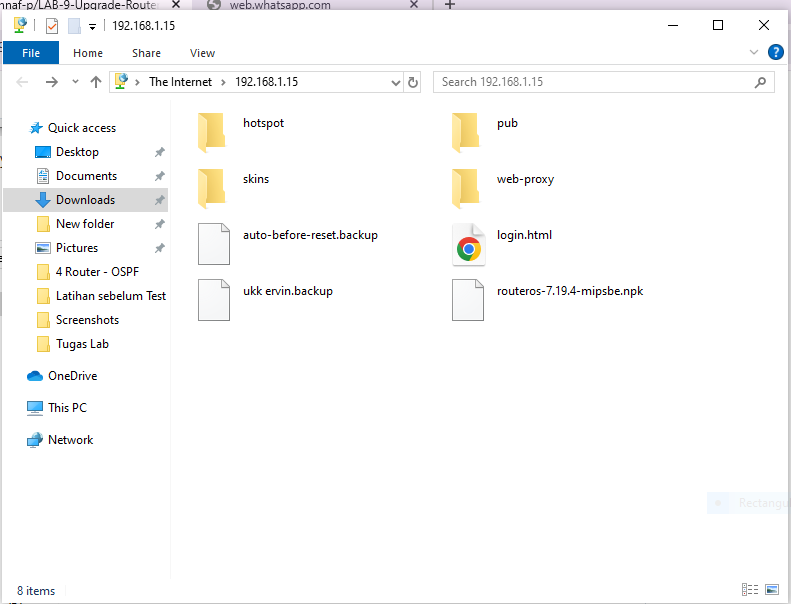 nnaf-p/LAB-9-Upgrade-Route
web.whatsapp.com
192.168.1.15
File Home Share View
The Internet 192.168.1.15
Search 192.168.1.15
Quick access
Desktop
Documents
Downloads
New folder
Pictures
4 Router - OSPF
Latihan sebelum Test
Screenshots
Tugas Lab
OneDrive
This PC
Network
hotspot
pub
skins
web-proxy
auto-before-reset.backup
login.html
ukk ervin.backup
routeros-7.19.4-mipsbe.npk
Rectangu
8 items